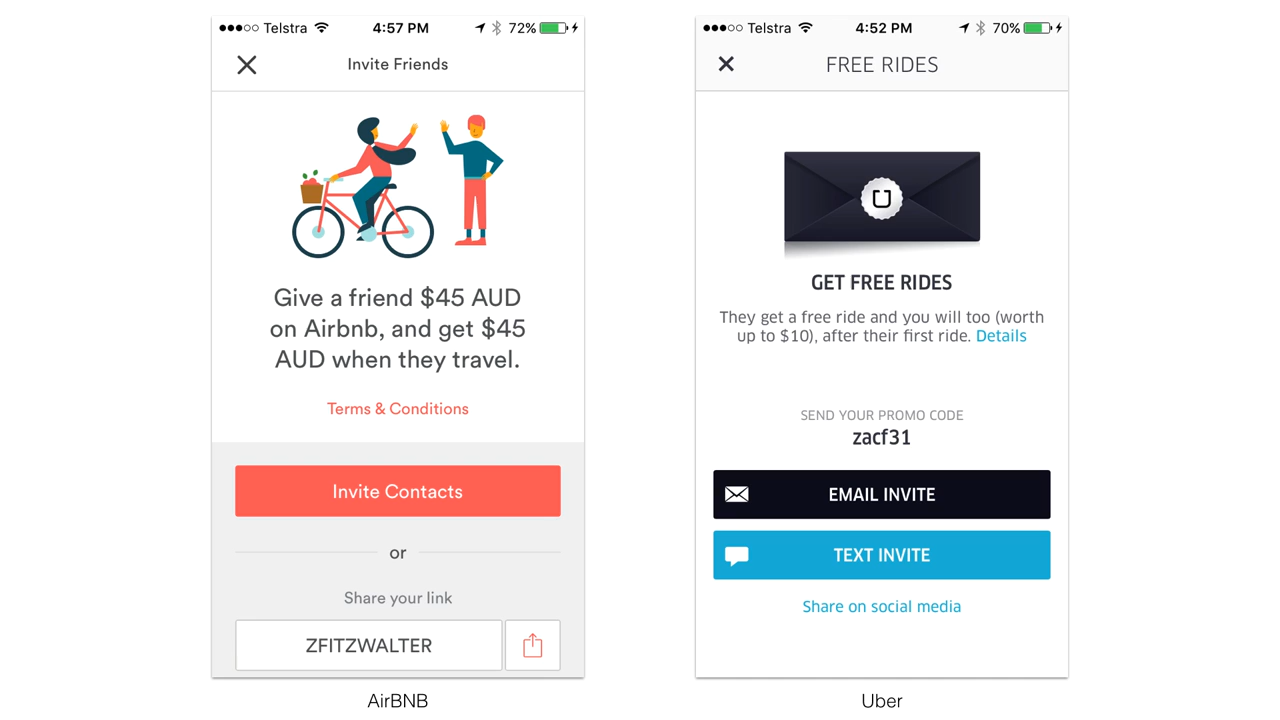 Telstra 4:57 PM 72%
Invite Friends
Give a friend $45 AUD
on Airbnb, and get $45
AUD when they travel.
Terms & Conditions
Invite Contacts
or
Share your link
ZFITZWALTER
AirBNB
Telstra 4:52 PM 70%
FREE RIDES
GET FREE RIDES
They get a free ride and you will too (worth
up to $10), after their first ride. Details
SEND YOUR PROMO CODE
zacf31
EMAIL INVITE
TEXT INVITE
Share on social media
Uber